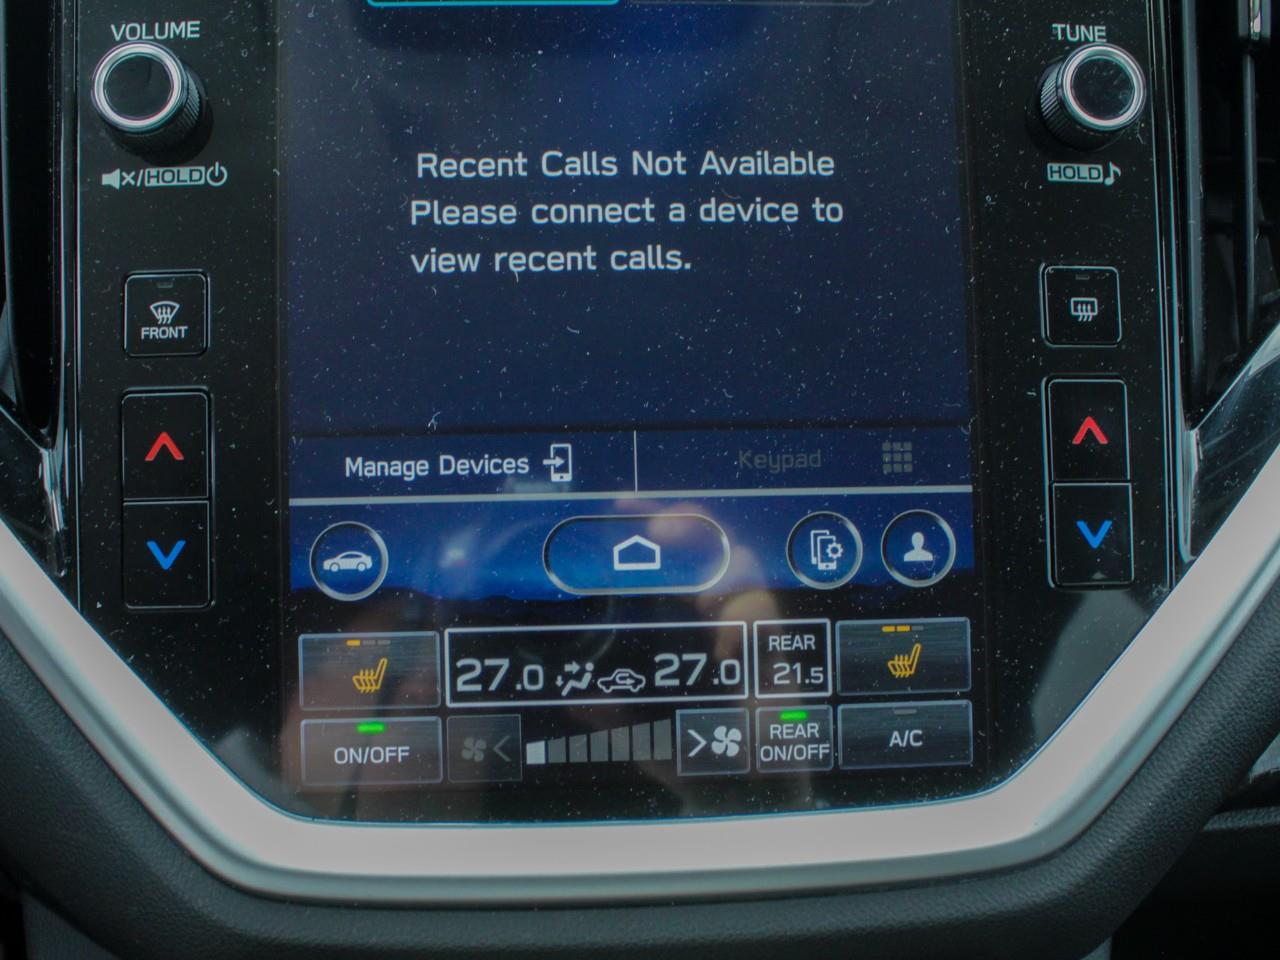 VOLUME
TUNE
HOLD
HOLD
Recent Calls Not Available
Please connect a device to
view recent calls.
FRONT
Manage Devices
Keypad
27.0
27.0
REAR
21.5
ON/OFF
REAR
ON/OFF
A/C